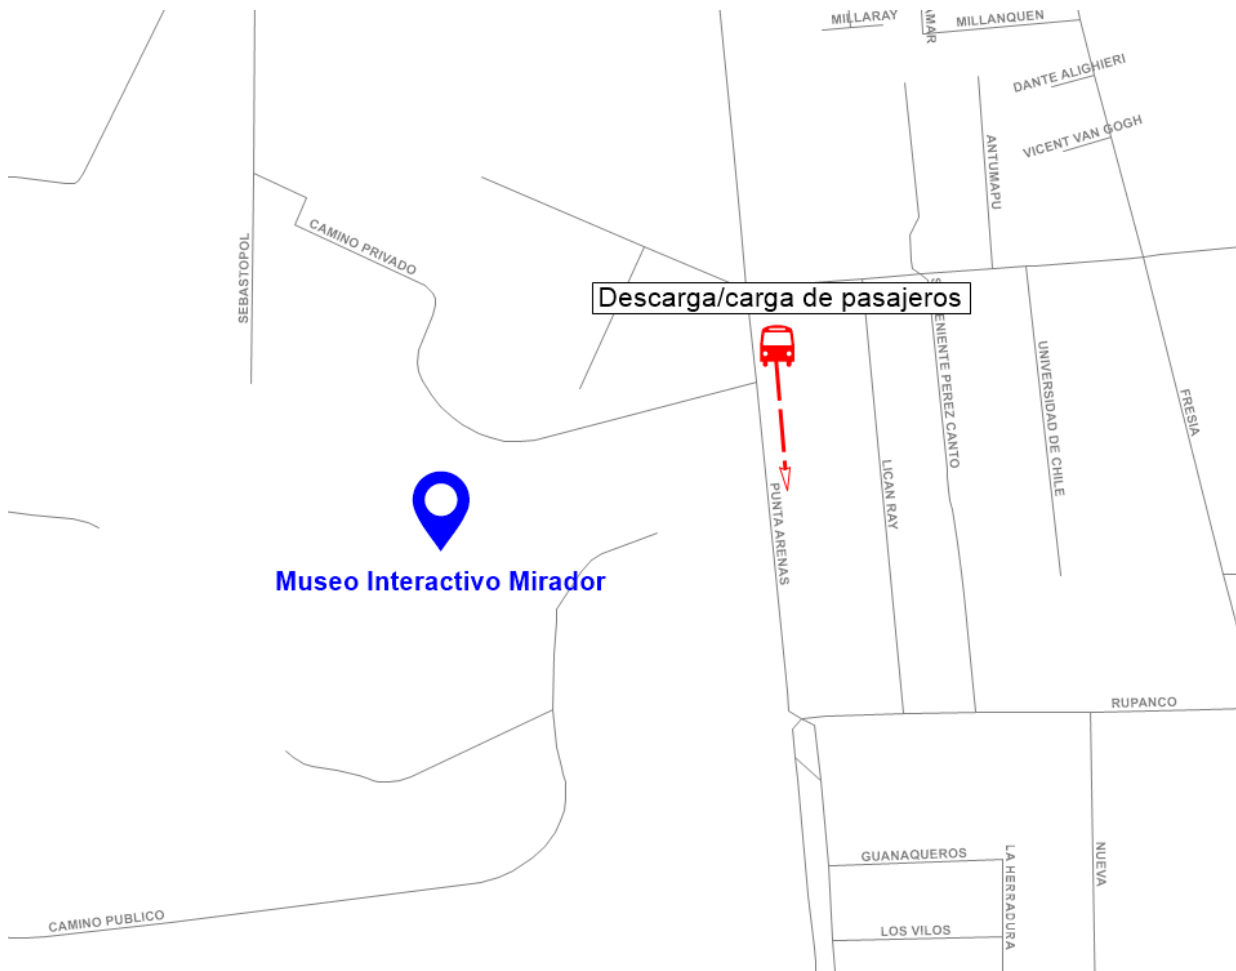 MILLARAY
AMAR
MILLANQUEN
DANTE ALIGHIERI
VICENT VAN GOGH
ANTUMAPU
SEBASTOPOL
CAMINO PRIVADO
Descarga/carga de pasajeros
ENIENTE PEREZ CANTO
UNIVERSIDAD DE CHILE
FRESIA
LICAN RAY
PUNTA ARENAS
Museo Interactivo Mirador
RUPANCO
GUANAQUEROS
LA HERRADURA
NUEVA
CAMINO PUBLICO
LOS VILOS